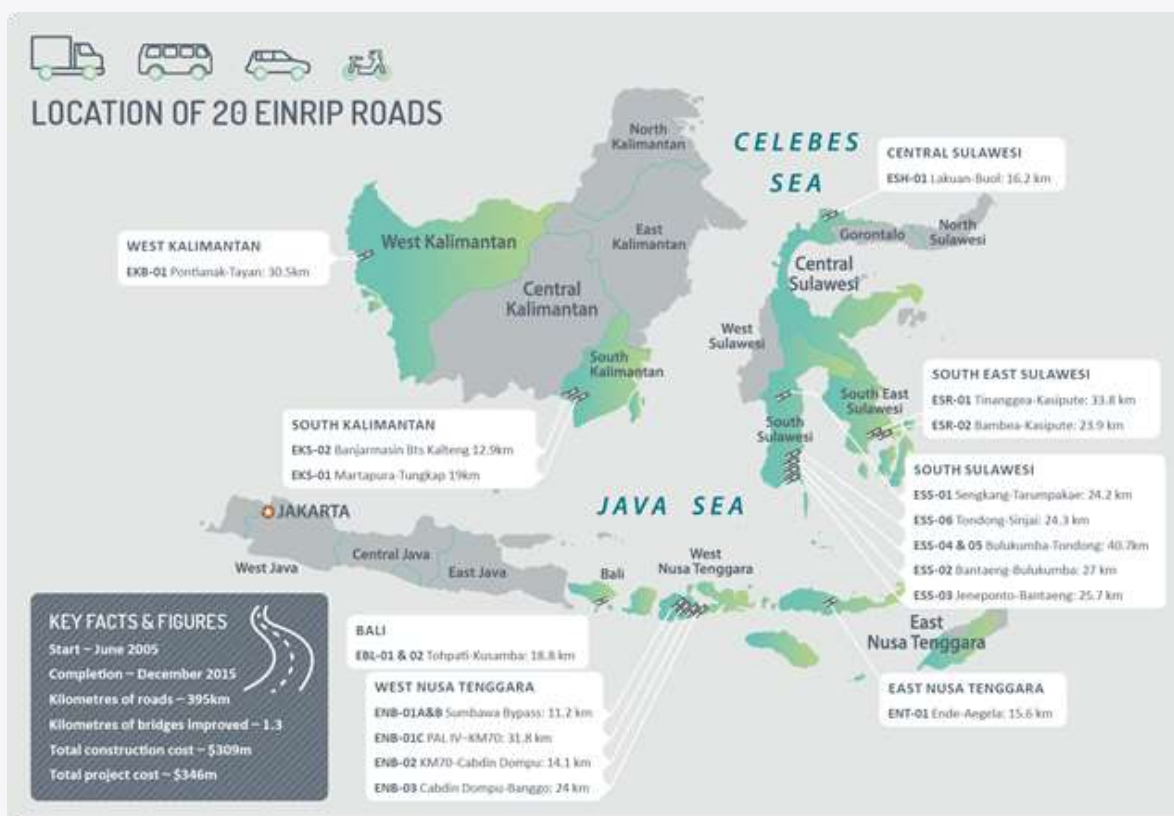 LOCATION OF 20 EINRIP ROADS
North
Kalimantan
CELEBES
SEA
CENTRAL SULAWESI
ESH-01 Lakuan-Buol: 16.2 km
WEST KALIMANTAN
EKB-01 Pontianak-Tayan: 30.5km
West Kalimantan
East
Kalimantan
Gorontalo
North
Sulawesi
Central
Sulawesi
Central
Kalimantan
West
Sulawesi
South
Kalimantan
South East
Sulawesi
South
Sulawesi
SOUTH EAST SULAWESI
ESR-01 Tinanggea-Kasipute: 33.8 km
ESR-02 Bambea-Kasipute: 23.9 km
SOUTH KALIMANTAN
EKS-02 Banjarmasin Bts Kalteng 12.9km
EKS-01 Martapura-Tungkap 19km
SOUTH SULAWESI
ESS-01 Sengkang-Tarumpakae: 24.2 km
ESS-06 Tondong-Sinjai: 24.3 km
ESS-04 & 05 Bulukumba-Tondong: 40.7km
ESS-02 Bantaeng-Bulukumba: 27 km
ESS-03 Jeneponto-Bantaeng: 25.7 km
JAVA SEA
JAKARTA
West Java
Central Java
East Java
Bali
West
Nusa Tenggara
East
Nusa Tenggara
KEY FACTS & FIGURES
Start – June 2005
Completion – December 2015
Kilometres of roads – 395km
Kilometres of bridges improved – 1.3
Total construction cost – $309m
Total project cost – $346m
BALI
EBL-01 & 02 Tohpati-Kusamba: 18.8 km
WEST NUSA TENGGARA
ENB-01A&B Sumbawa Bypass: 11.2 km
ENB-01C PAL IV-KM70: 31.8 km
ENB-02 KM70-Cabdin Dompu: 14.1 km
ENB-03 Cabdin Dompu-Banggo: 24 km
EAST NUSA TENGGARA
ENT-01 Ende-Aegela: 15.6 km